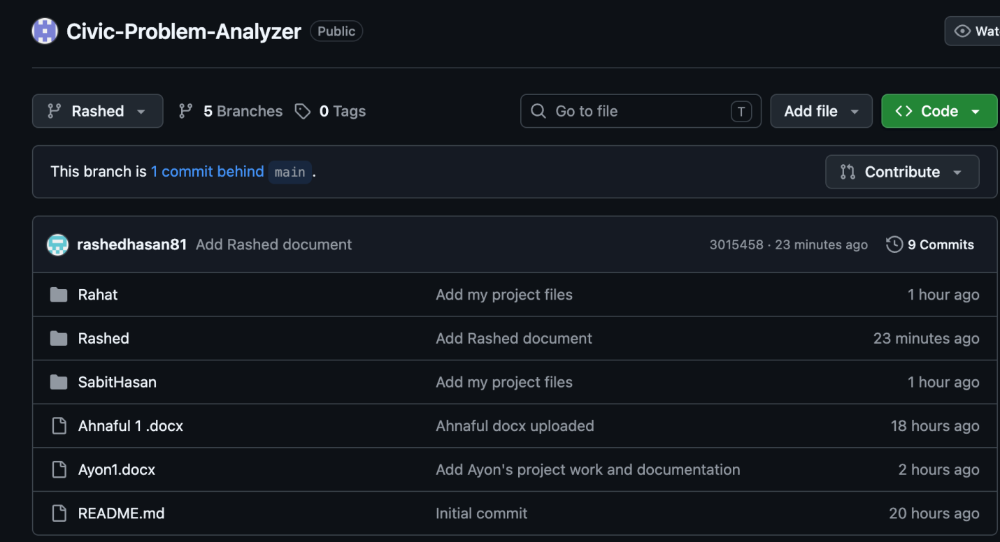 Civic-Problem-Analyzer Public
Rashed 5 Branches 0 Tags Go to file T Add file <> Code
This branch is 1 commit behind main . Contribute
rashedhasan81 Add Rashed document 3015458 · 23 minutes ago 9 Commits
Rahat Add my project files 1 hour ago
Rashed Add Rashed document 23 minutes ago
SabitHasan Add my project files 1 hour ago
Ahnaful 1 .docx Ahnaful docx uploaded 18 hours ago
Ayon1.docx Add Ayon's project work and documentation 2 hours ago
README.md Initial commit 20 hours ago